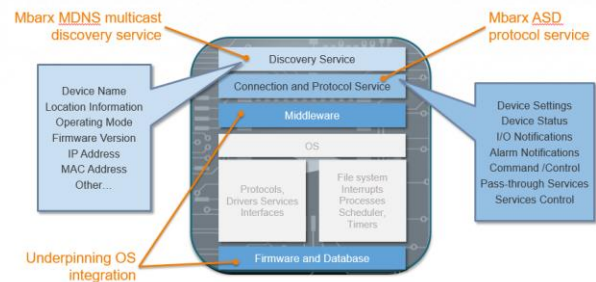 Mbarx MDNS multicast
discovery service
Mbarx ASD
protocol service
Discovery Service
Connection and Protocol Service
Middleware
OS
Protocols,
Drivers Services
Interfaces
File system
Interrupts
Processes
Scheduler,
Timers
Firmware and Database
Device Name
Location Information
Operating Mode
Firmware Version
IP Address
MAC Address
Other...
Device Settings
Device Status
I/O Notifications
Alarm Notifications
Command /Control
Pass-through Services
Services Control
Underpinning OS
integration